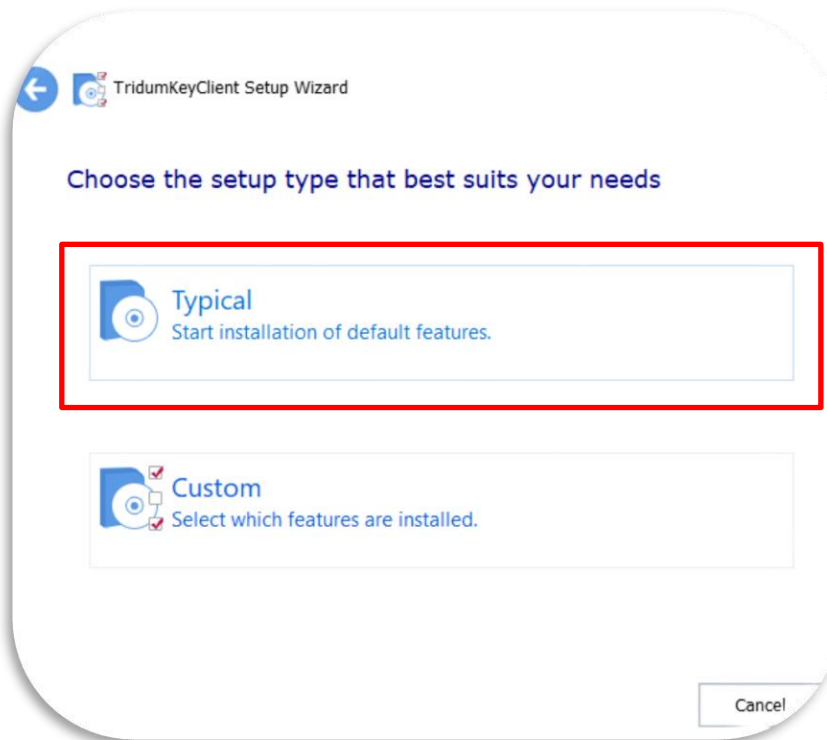 TridumKeyClient Setup Wizard
Choose the setup type that best suits your needs
Typical
Start installation of default features.
Custom
Select which features are installed.
Cancel